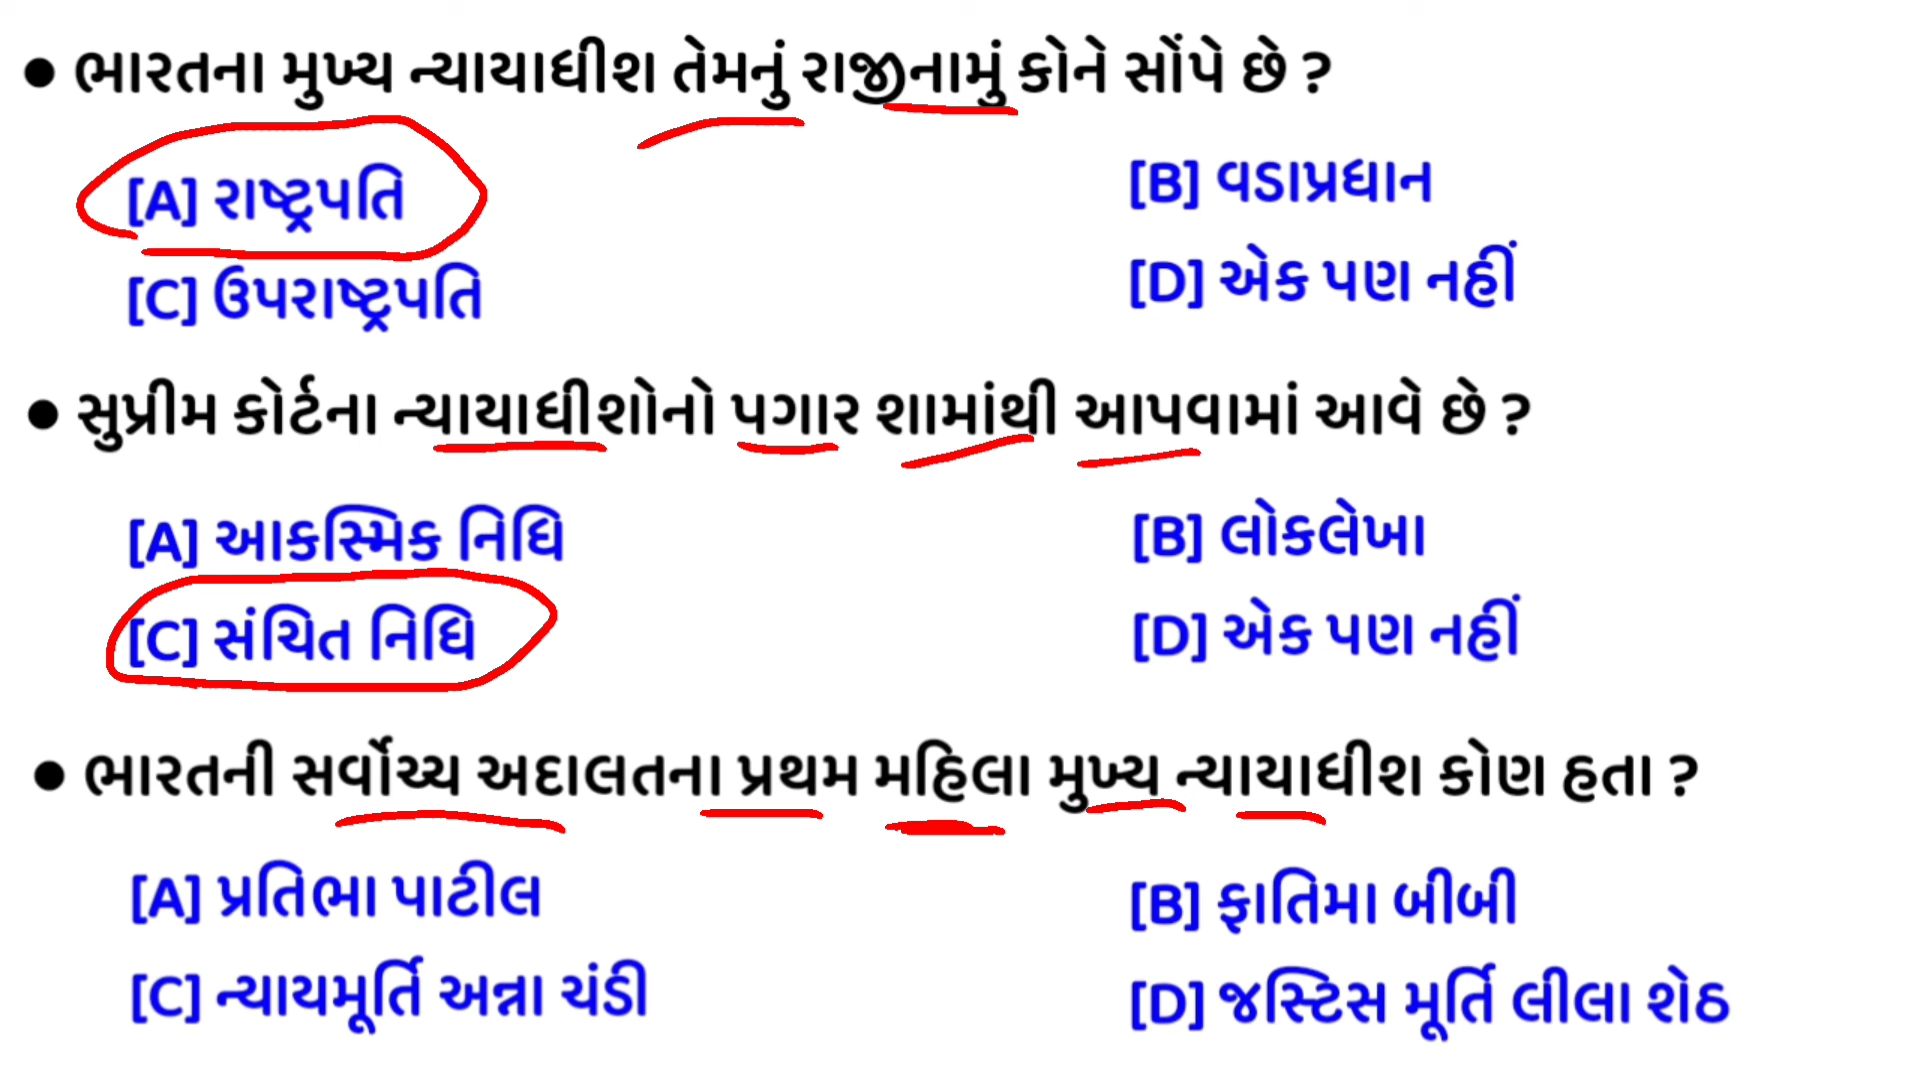 ● ભારતના મુખ્ય ન્યાયાધીશ તેમનું રાજીનામું કોને સોંપે છે ?
[A] રાષ્ટ્રપતિ [B] વડાપ્રધાન
[C] ઉપરાષ્ટ્રપતિ [D] એક પણ નહીં
● સુપ્રીમ કોર્ટના ન્યાયાધીશોનો પગાર શામાંથી આપવામાં આવે છે ?
[A] આકસ્મિક નિધિ [B] લોકલેખા
[C] સંચિત નિધિ [D] એક પણ નહીં
● ભારતની સર્વોચ્ચ અદાલતના પ્રથમ મહિલા મુખ્ય ન્યાયાધીશ કોણ હતા ?
[A] પ્રતિભા પાટીલ [B] ફાતિમા બીબી
[C] ન્યાયમૂર્તિ અન્ના ચંડી [D] જસ્ટિસ મૂર્તિ લીલા શેઠ